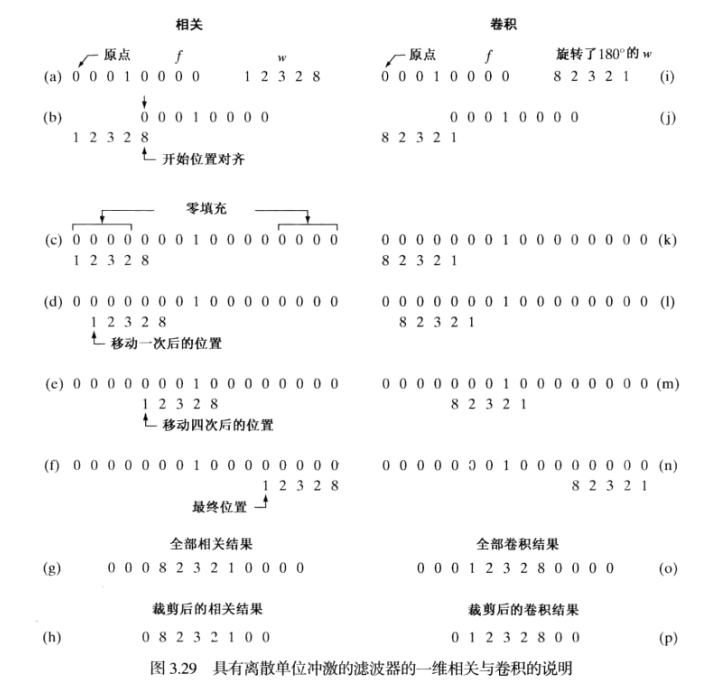 相关 卷积
原点 f w 原点 f 旋转了180°的 w
(a) 0 0 0 1 0 0 0 0 1 2 3 2 8 0 0 0 1 0 0 0 0 8 2 3 2 1 (i)
(b) 0 0 0 1 0 0 0 0 0 0 0 1 0 0 0 0 (j)
1 2 3 2 8 8 2 3 2 1
开始位置对齐
零填充
(c) 0 0 0 0 0 0 0 1 0 0 0 0 0 0 0 0 0 0 0 0 0 0 0 1 0 0 0 0 0 0 0 0 (k)
1 2 3 2 8 8 2 3 2 1
(d) 0 0 0 0 0 0 0 1 0 0 0 0 0 0 0 0 0 0 0 0 0 0 0 1 0 0 0 0 0 0 0 0 (l)
1 2 3 2 8 8 2 3 2 1
移动一次后的位置
(e) 0 0 0 0 0 0 0 1 0 0 0 0 0 0 0 0 0 0 0 0 0 0 0 1 0 0 0 0 0 0 0 0 (m)
1 2 3 2 8 8 2 3 2 1
移动四次后的位置
(f) 0 0 0 0 0 0 0 1 0 0 0 0 0 0 0 0 0 0 0 0 0 0 0 1 0 0 0 0 0 0 0 0 (n)
1 2 3 2 8 8 2 3 2 1
最终位置
全部相关结果 全部卷积结果
(g) 0 0 0 8 2 3 2 1 0 0 0 0 0 0 0 1 2 3 2 8 0 0 0 0 (o)
裁剪后的相关结果 裁剪后的卷积结果
(h) 0 8 2 3 2 1 0 0 0 1 2 3 2 8 0 0 (p)
图 3.29 具有离散单位冲激的滤波器的一维相关与卷积的说明